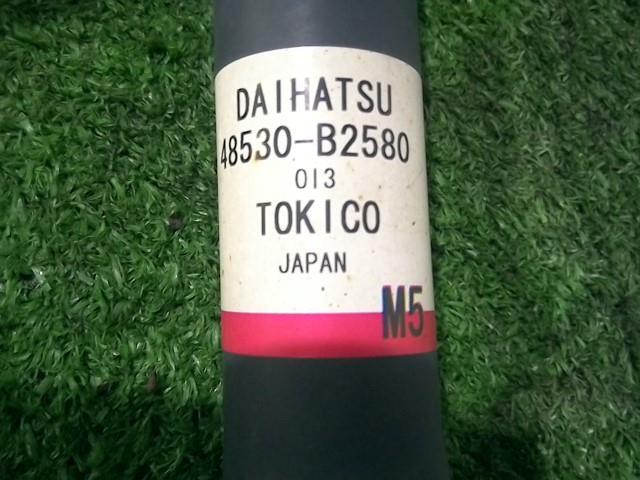 DAIHATSU
48530-B2580
013
TOKICO
JAPAN
M5